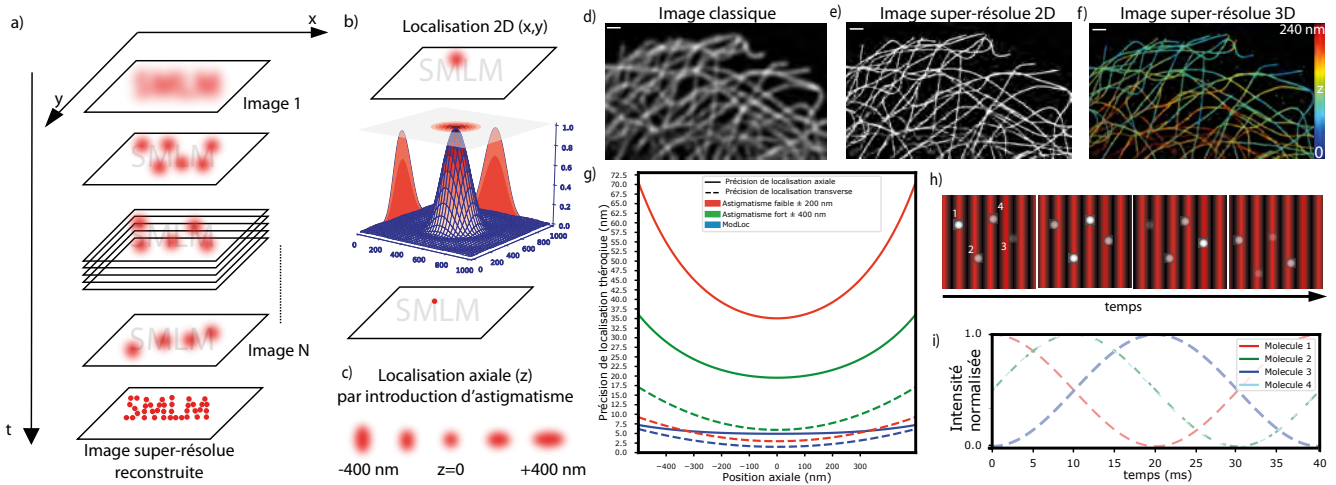 a)
x
y
SMLM
Image 1
SMLM
SMLM
SMLM
Image N
SMLM
t
Image super-résolue
reconstruite
b)
Localisation 2D (x,y)
SMLM
1.0
0.8
0.6
0.4
0.2
0.0
0
200
400
600
800
1000
0
200
400
600
800
1000
SMLM
c)
Localisation axiale (z)
par introduction d'astigmatisme
-400 nm
z=0
+400 nm
d)
Image classique
e)
Image super-résolue 2D
f)
Image super-résolue 3D
240 nm
z
0
g)
Précision de localisation théroqiue (nm)
72.5
70.0
67.5
65.0
62.5
60.0
57.5
55.0
52.5
50.0
47.5
45.0
42.5
40.0
37.5
35.0
32.5
30.0
27.5
25.0
22.5
20.0
17.5
15.0
12.5
10.0
7.5
5.0
2.5
0.0
Précision de localisation axiale
Précision de localisation transverse
Astigmatisme faible ± 200 nm
Astigmatisme fort ± 400 nm
ModLoc
−400 −300 −200 −100 0 100 200 300
Position axiale (nm)
h)
1
4
2
3
temps
i)
Intensité
normalisée
1.0
0.0
Molecule 1
Molecule 2
Molecule 3
Molecule 4
0 5 10 15 20 25 30 35 40
temps (ms)